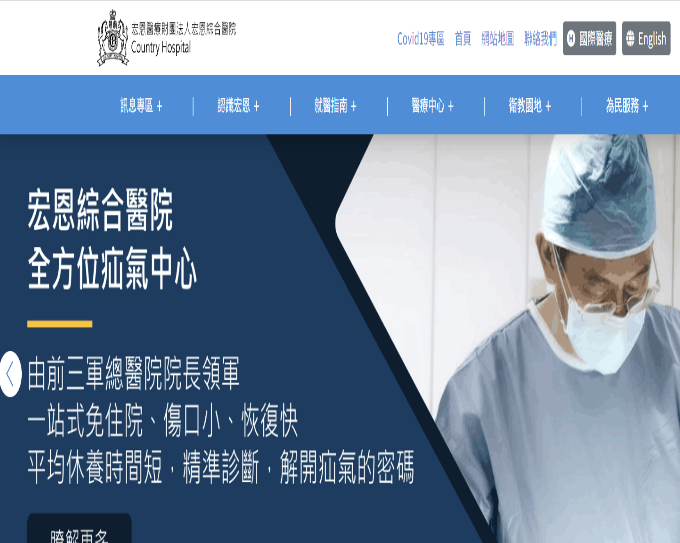 宏恩醫療財團法人宏恩綜合醫院
Country Hospital
Covid19專區 首頁 網站地圖 聯絡我們 國際醫療 English
訊息專區 + 認識宏恩 + 就醫指南 + 醫療中心 + 衛教園地 + 為民服務 +
宏恩綜合醫院
全方位疝氣中心
由前三軍總醫院院長領軍
一站式免住院、傷口小、恢復快
平均休養時間短，精準診斷，解開疝氣的密碼
瞭解更多